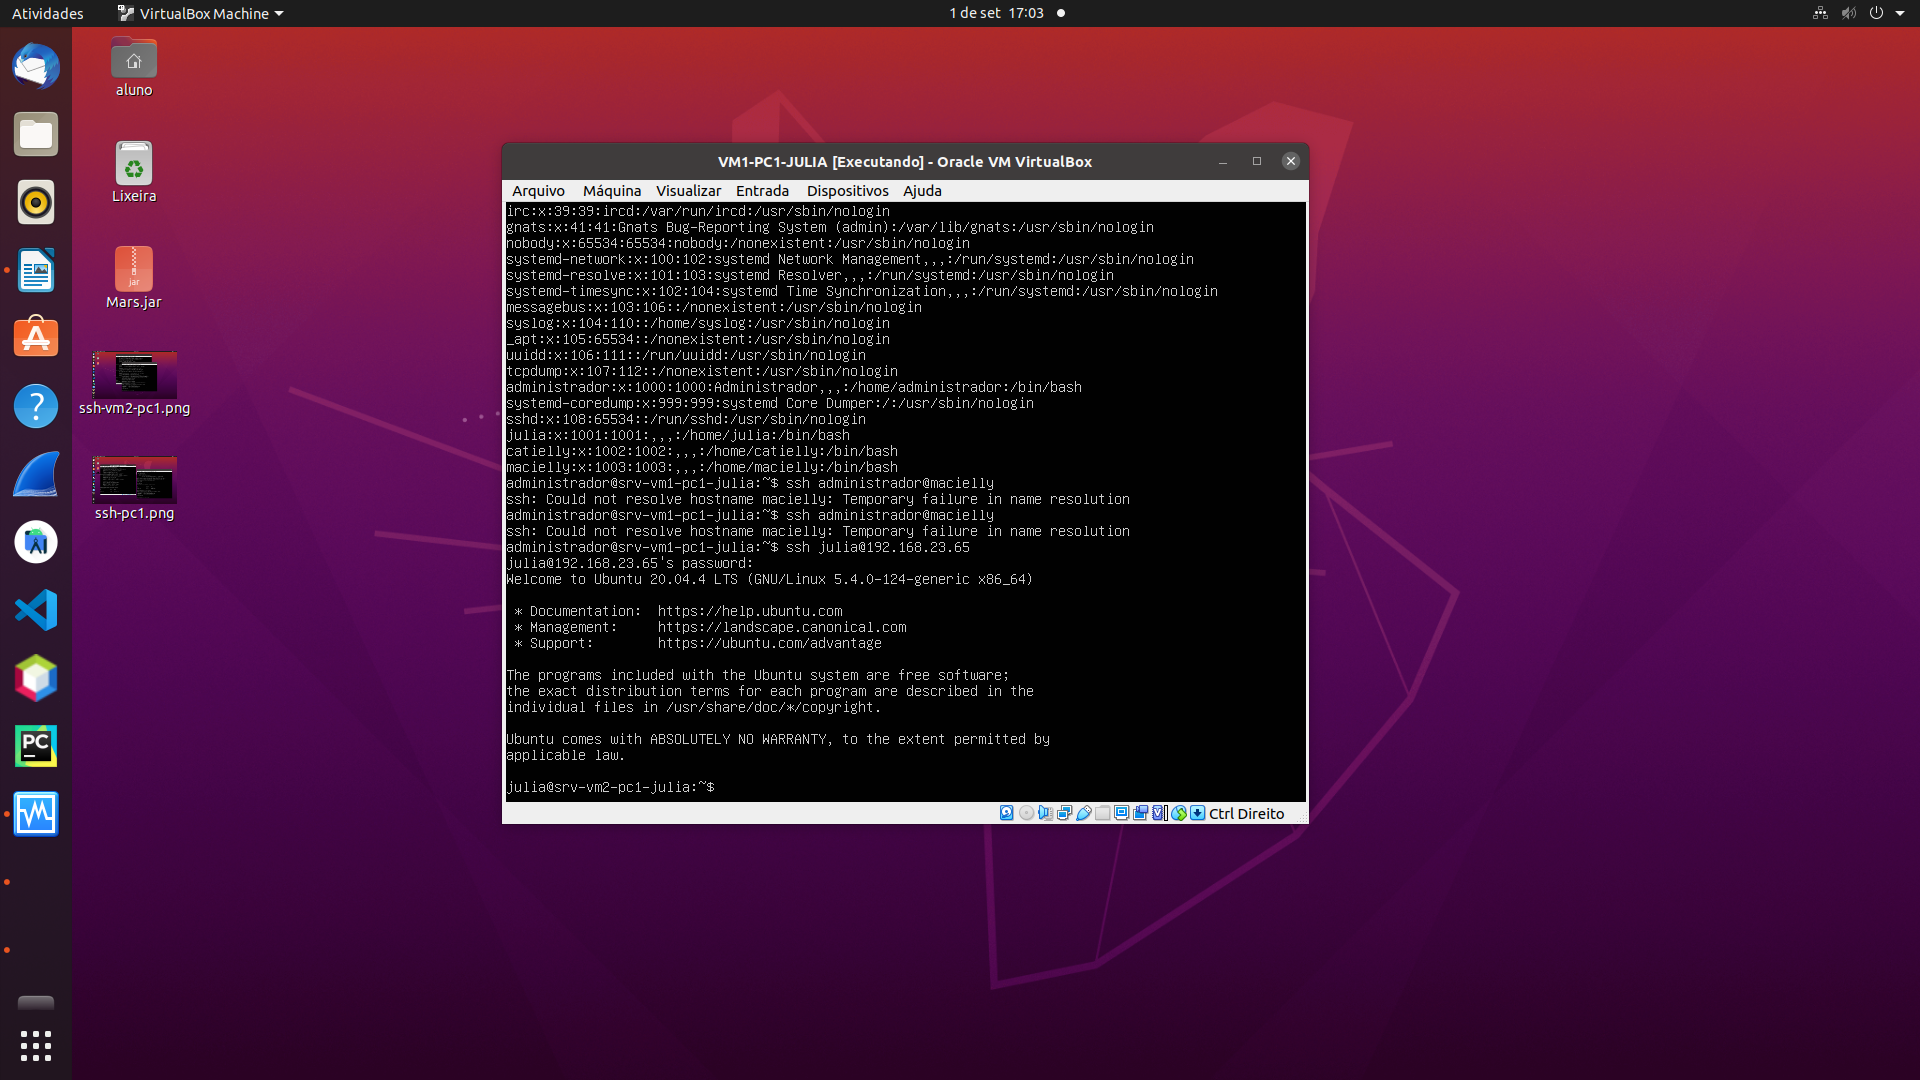 Atividades
VirtualBox Machine
1 de set 17:03
aluno
Lixeira
jar
Mars.jar
ssh-vm2-pc1.png
ssh-pc1.png
PC
VM1-PC1-JULIA [Executando] - Oracle VM VirtualBox
Arquivo Máquina Visualizar Entrada Dispositivos Ajuda
irc:x:39:39:ircd:/var/run/ircd:/usr/sbin/nologin
gnats:x:41:41:Gnats Bug-Reporting System (admin):/var/lib/gnats:/usr/sbin/nologin
nobody:x:65534:65534:nobody:/nonexistent:/usr/sbin/nologin
systemd-network:x:100:102:systemd Network Management,,,:/run/systemd:/usr/sbin/nologin
systemd-resolve:x:101:103:systemd Resolver,,,:/run/systemd:/usr/sbin/nologin
systemd-timesync:x:102:104:systemd Time Synchronization,,,:/run/systemd:/usr/sbin/nologin
messagebus:x:103:106::/nonexistent:/usr/sbin/nologin
syslog:x:104:110::/home/syslog:/usr/sbin/nologin
_apt:x:105:65534::/nonexistent:/usr/sbin/nologin
uuidd:x:106:111::/run/uuidd:/usr/sbin/nologin
tcpdump:x:107:112::/nonexistent:/usr/sbin/nologin
administrador:x:1000:1000:Administrador,,,:/home/administrador:/bin/bash
systemd-coredump:x:999:999:systemd Core Dumper:/:/usr/sbin/nologin
sshd:x:108:65534::/run/sshd:/usr/sbin/nologin
julia:x:1001:1001:,,,:/home/julia:/bin/bash
catielly:x:1002:1002:,,,:/home/catielly:/bin/bash
macielly:x:1003:1003:,,,:/home/macielly:/bin/bash
administrador@srv-vm1-pc1-julia:~$ ssh administrador@macielly
ssh: Could not resolve hostname macielly: Temporary failure in name resolution
administrador@srv-vm1-pc1-julia:~$ ssh administrador@macielly
ssh: Could not resolve hostname macielly: Temporary failure in name resolution
administrador@srv-vm1-pc1-julia:~$ ssh julia@192.168.23.65
julia@192.168.23.65's password:
Welcome to Ubuntu 20.04.4 LTS (GNU/Linux 5.4.0-124-generic x86_64)
* Documentation: https://help.ubuntu.com
* Management: https://landscape.canonical.com
* Support: https://ubuntu.com/advantage
The programs included with the Ubuntu system are free software;
the exact distribution terms for each program are described in the
individual files in /usr/share/doc/*/copyright.
Ubuntu comes with ABSOLUTELY NO WARRANTY, to the extent permitted by
applicable law.
julia@srv-vm2-pc1-julia:~$
Ctrl Direito